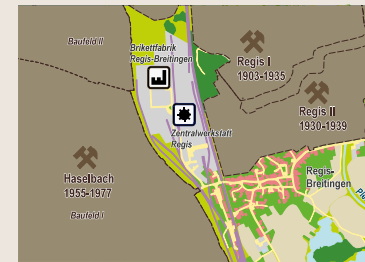 Baufeld II
Brikettfabrik
Regis-Breitingen
Regis I
1903-1935
Regis II
1930-1939
Zentralwerkstatt
Regis
Haselbach
1955-1977
Baufeld I
Regis-
Breitingen